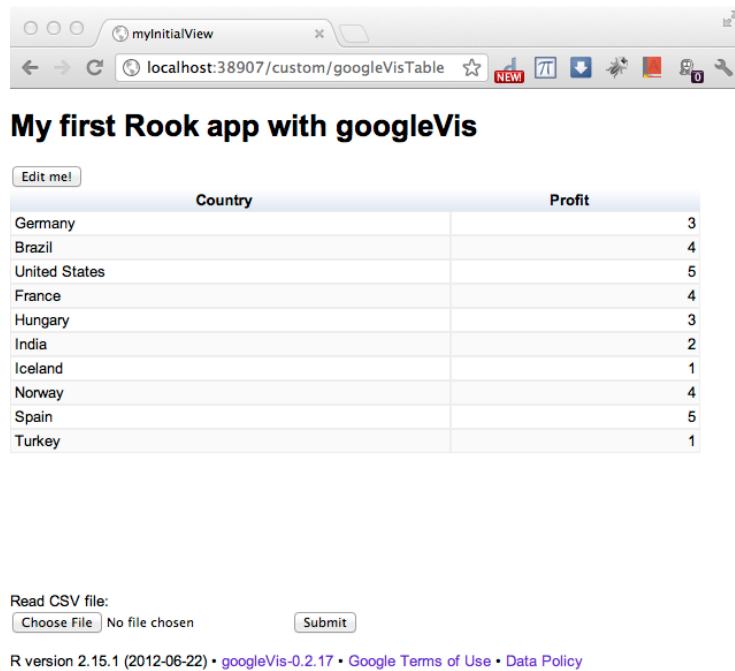 myInitialView
localhost:38907/custom/googleVisTable
NEW
π
0
My first Rook app with googleVis
Edit me!
Country Profit
Germany 3
Brazil 4
United States 5
France 4
Hungary 3
India 2
Iceland 1
Norway 4
Spain 5
Turkey 1
Read CSV file:
Choose File No file chosen Submit
R version 2.15.1 (2012-06-22) • googleVis-0.2.17 • Google Terms of Use • Data Policy